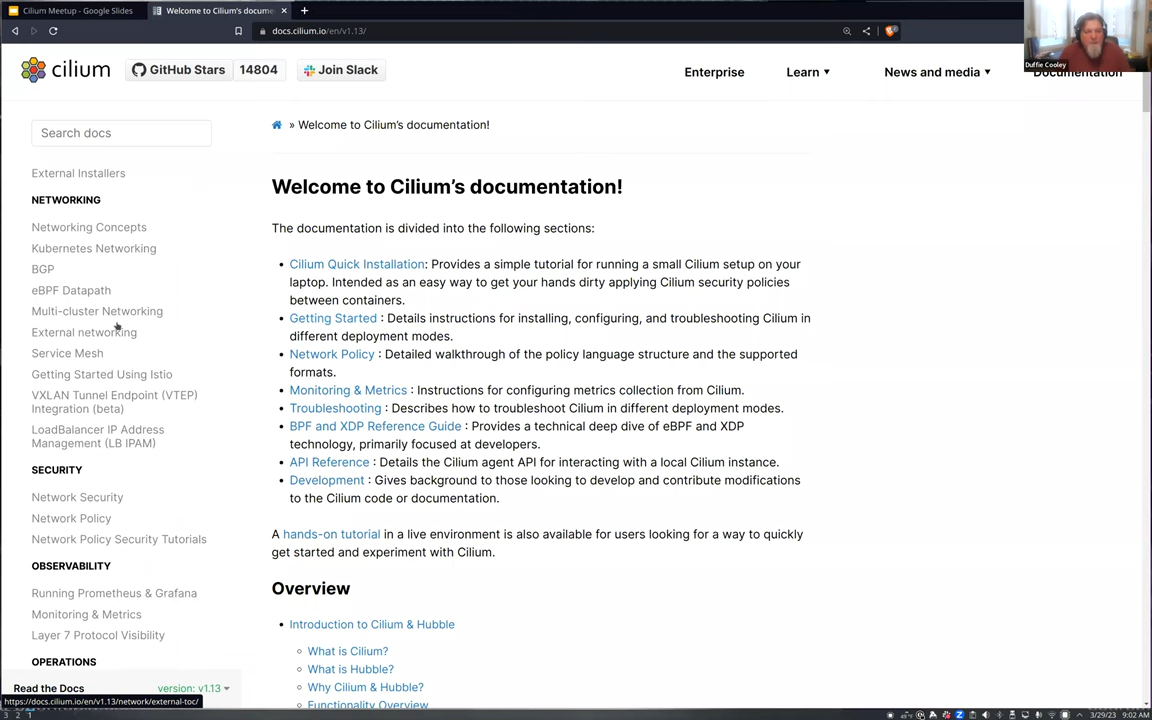 Cilium Meetup - Google Slides
Welcome to Cilium's docume
docs.cilium.io/en/v1.13/
cilium
GitHub Stars 14804
Join Slack
Enterprise
Learn
News and media
Documentation
Duffie Cooley
Search docs
External Installers
NETWORKING
Networking Concepts
Kubernetes Networking
BGP
eBPF Datapath
Multi-cluster Networking
External networking
Service Mesh
Getting Started Using Istio
VXLAN Tunnel Endpoint (VTEP)
Integration (beta)
LoadBalancer IP Address
Management (LB IPAM)
SECURITY
Network Security
Network Policy
Network Policy Security Tutorials
OBSERVABILITY
Running Prometheus & Grafana
Monitoring & Metrics
Layer 7 Protocol Visibility
OPERATIONS
Read the Docs
version: v1.13
https://docs.cilium.io/en/v1.13/network/external-toc/
» Welcome to Cilium's documentation!
Welcome to Cilium's documentation!
The documentation is divided into the following sections:
• Cilium Quick Installation: Provides a simple tutorial for running a small Cilium setup on your
laptop. Intended as an easy way to get your hands dirty applying Cilium security policies
between containers.
• Getting Started : Details instructions for installing, configuring, and troubleshooting Cilium in
different deployment modes.
• Network Policy : Detailed walkthrough of the policy language structure and the supported
formats.
• Monitoring & Metrics : Instructions for configuring metrics collection from Cilium.
• Troubleshooting : Describes how to troubleshoot Cilium in different deployment modes.
• BPF and XDP Reference Guide : Provides a technical deep dive of eBPF and XDP
technology, primarily focused at developers.
• API Reference : Details the Cilium agent API for interacting with a local Cilium instance.
• Development : Gives background to those looking to develop and contribute modifications
to the Cilium code or documentation.
A hands-on tutorial in a live environment is also available for users looking for a way to quickly
get started and experiment with Cilium.
Overview
• Introduction to Cilium & Hubble
What is Cilium?
What is Hubble?
Why Cilium & Hubble?
Functionality Overview
3 2 1
3/29/23 9:02 AM